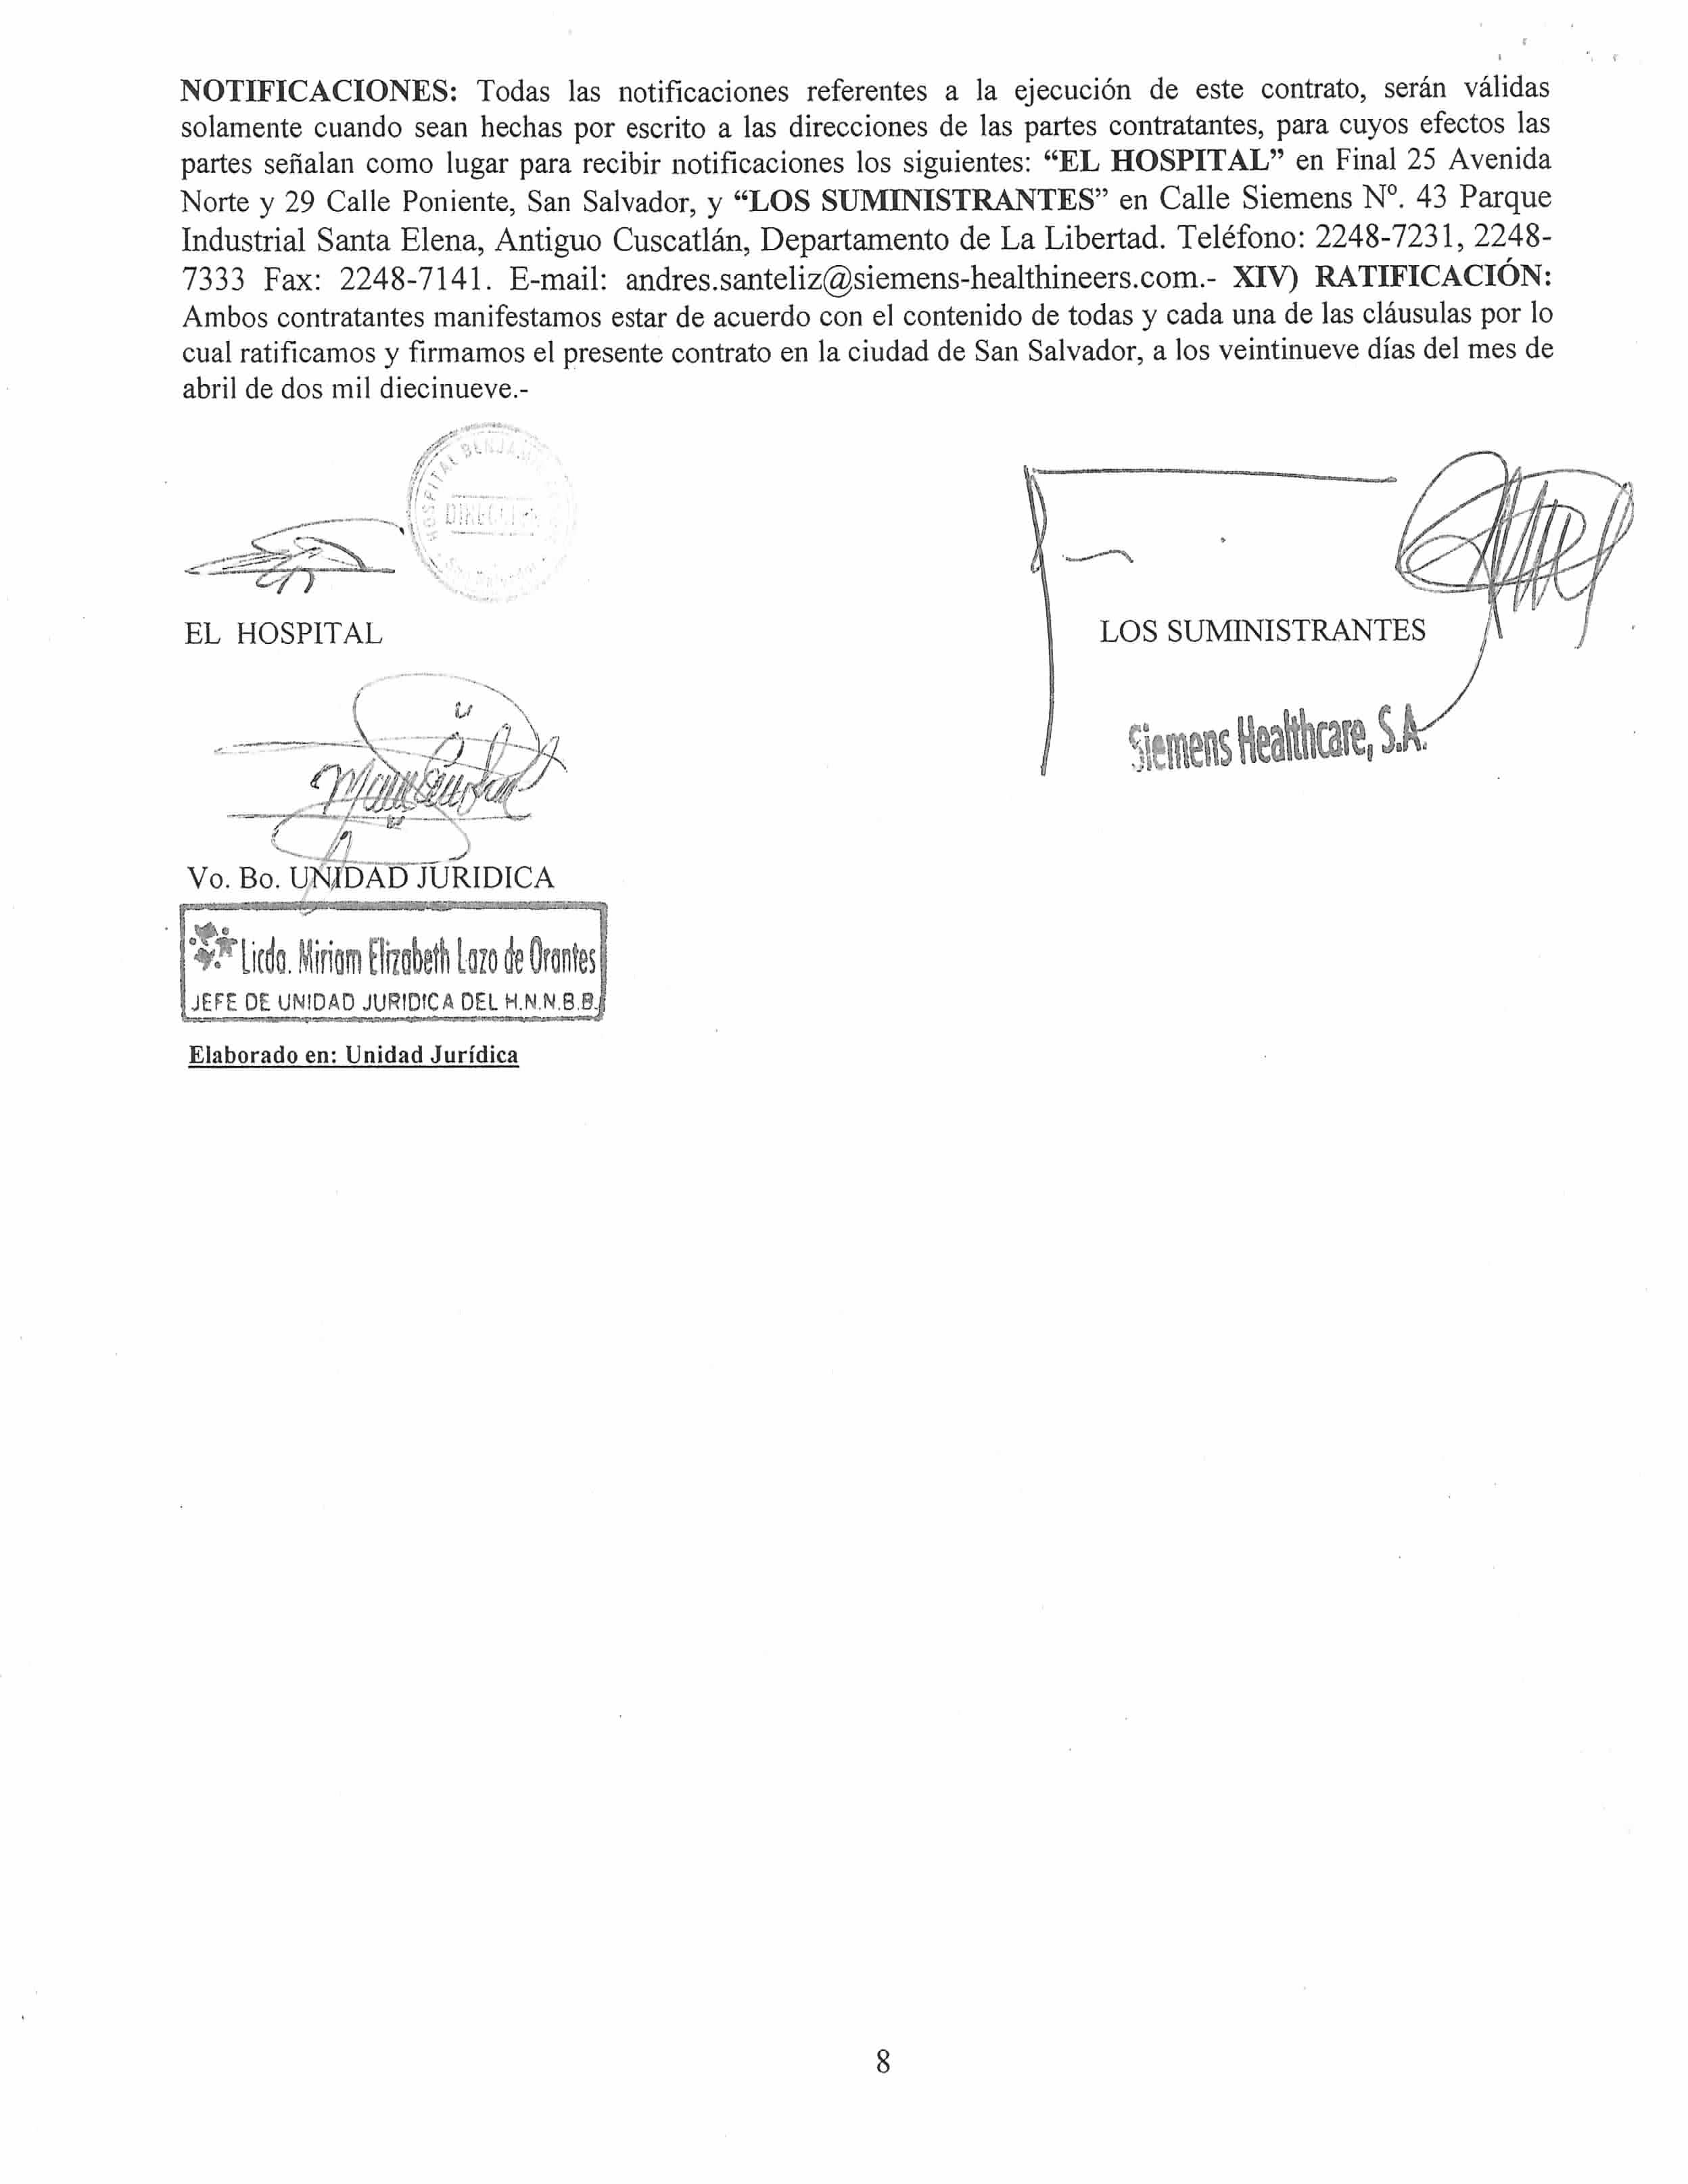 NOTIFICACIONES: Todas las notificaciones referentes a la ejecución de este contrato, serán válidas
solamente cuando sean hechas por escrito a las direcciones de las partes contratantes, para cuyos efectos las
partes señalan como lugar para recibir notificaciones los siguientes: “EL HOSPITAL” en Final 25 Avenida
Norte y 29 Calle Poniente, San Salvador, y “LOS SUMINISTRANTES” en Calle Siemens Nº. 43 Parque
Industrial Santa Elena, Antiguo Cuscatlán, Departamento de La Libertad. Teléfono: 2248-7231, 2248-
7333 Fax: 2248-7141. E-mail: andres.santeliz@siemens-healthineers.com.- XIV) RATIFICACIÓN:
Ambos contratantes manifestamos estar de acuerdo con el contenido de todas y cada una de las cláusulas por lo
cual ratificamos y firmamos el presente contrato en la ciudad de San Salvador, a los veintinueve días del mes de
abril de dos mil diecinueve.-
HOSPITAL
EL HOSPITAL
LOS SUMINISTRANTES
Siemens Healthcare, S.A.
Vo. Bo. UNIDAD JURIDICA
Licda. Miriam Elizabeth Lazo de Orantes
JEFE DE UNIDAD JURIDICA DEL H.N.N.B.B.
Elaborado en: Unidad Jurídica
8